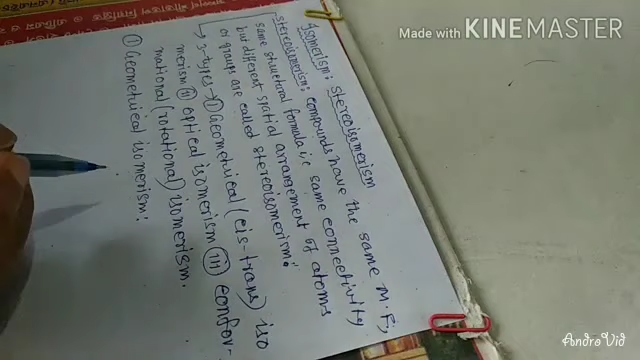 Isomerism: stereoisomerism
stereoisomerism: compounds have the same M.F,
same structural formula i.e same connectivity
but different spatial arrangement of atoms
or groups are called stereoisomerism:
→ 3-types → (I) Geometrical (cis-trans) iso
merism (II) optical isomerism (III) confor-
mational (rotational) isomerism.
(I) Geometrical isomerism:
Made with KINEMASTER
AndroVid